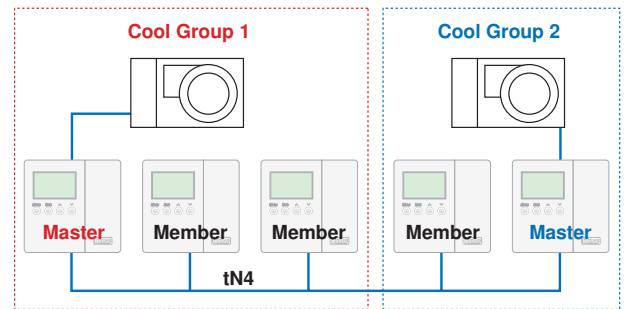 Cool Group 1
Cool Group 2
Master
Member
Member
Member
Master
tN4